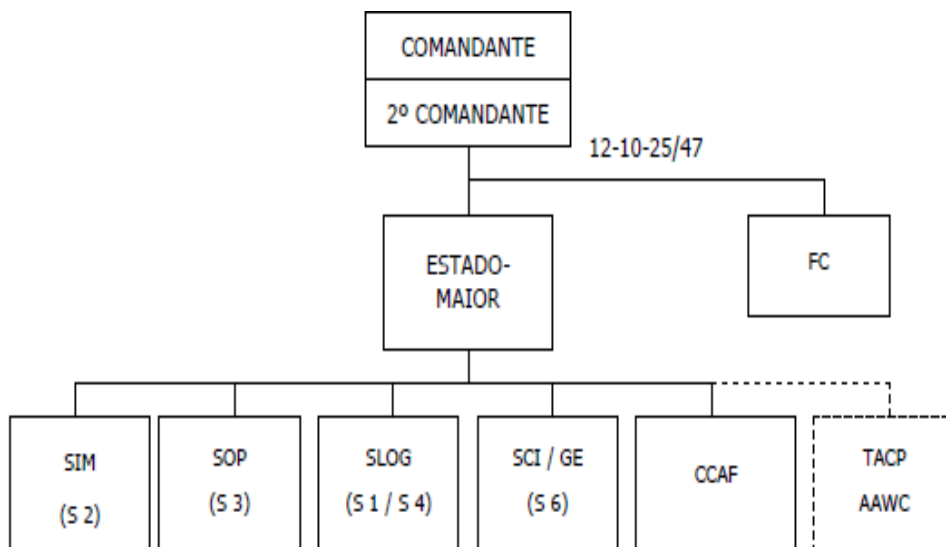 COMANDANTE
2º COMANDANTE
12-10-25/47
ESTADO-
MAIOR
FC
SIM
(S 2)
SOP
(S 3)
SLOG
(S 1 / S 4)
SCI / GE
(S 6)
CCAF
TACP
AAWC